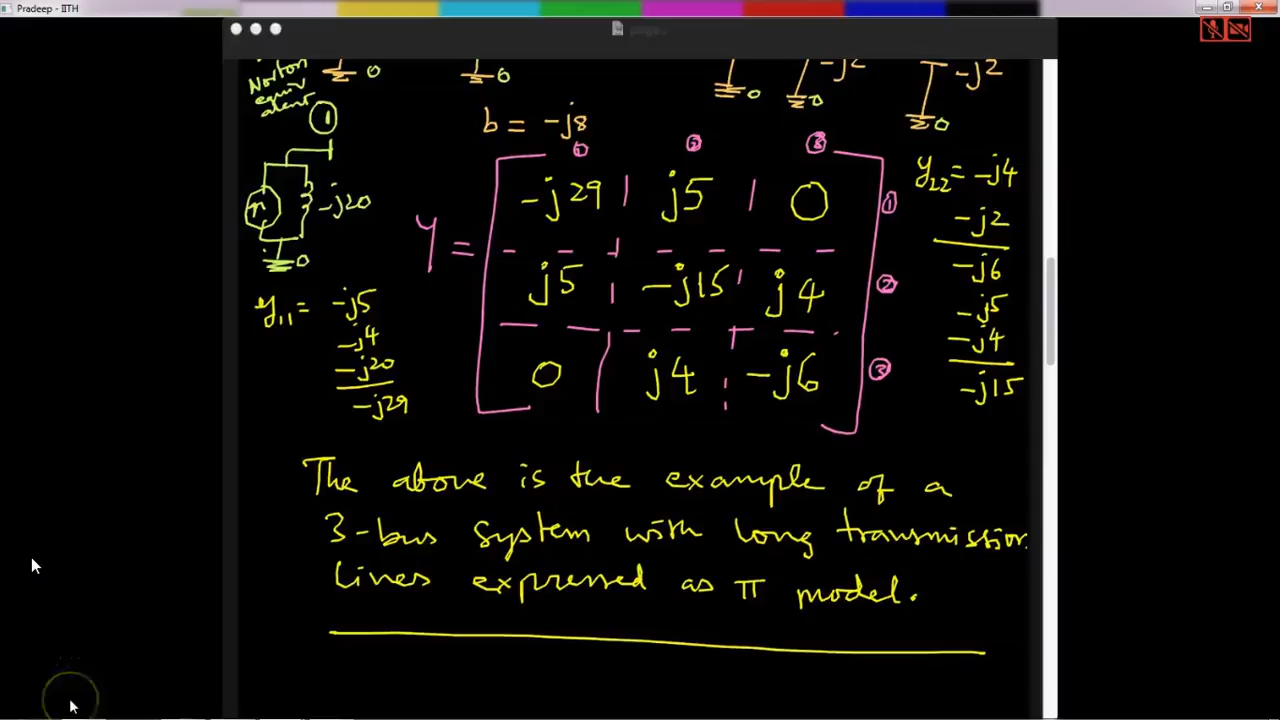 Pradeep - IITH
Norton
equiv
alent
0
0
0
-j2
0
-j2
0
1
b = -j8
-j20
0
① ② ③
Y =
-j29 j5 0 ①
j5 -j15 j4 ②
0 j4 -j6 ③
y11 = -j5
-j4
-j20
-j29
y22 = -j4
-j2
-j6
-j5
-j4
-j15
The above is the example of a
3-bus system with long transmission
lines expressed as π model.